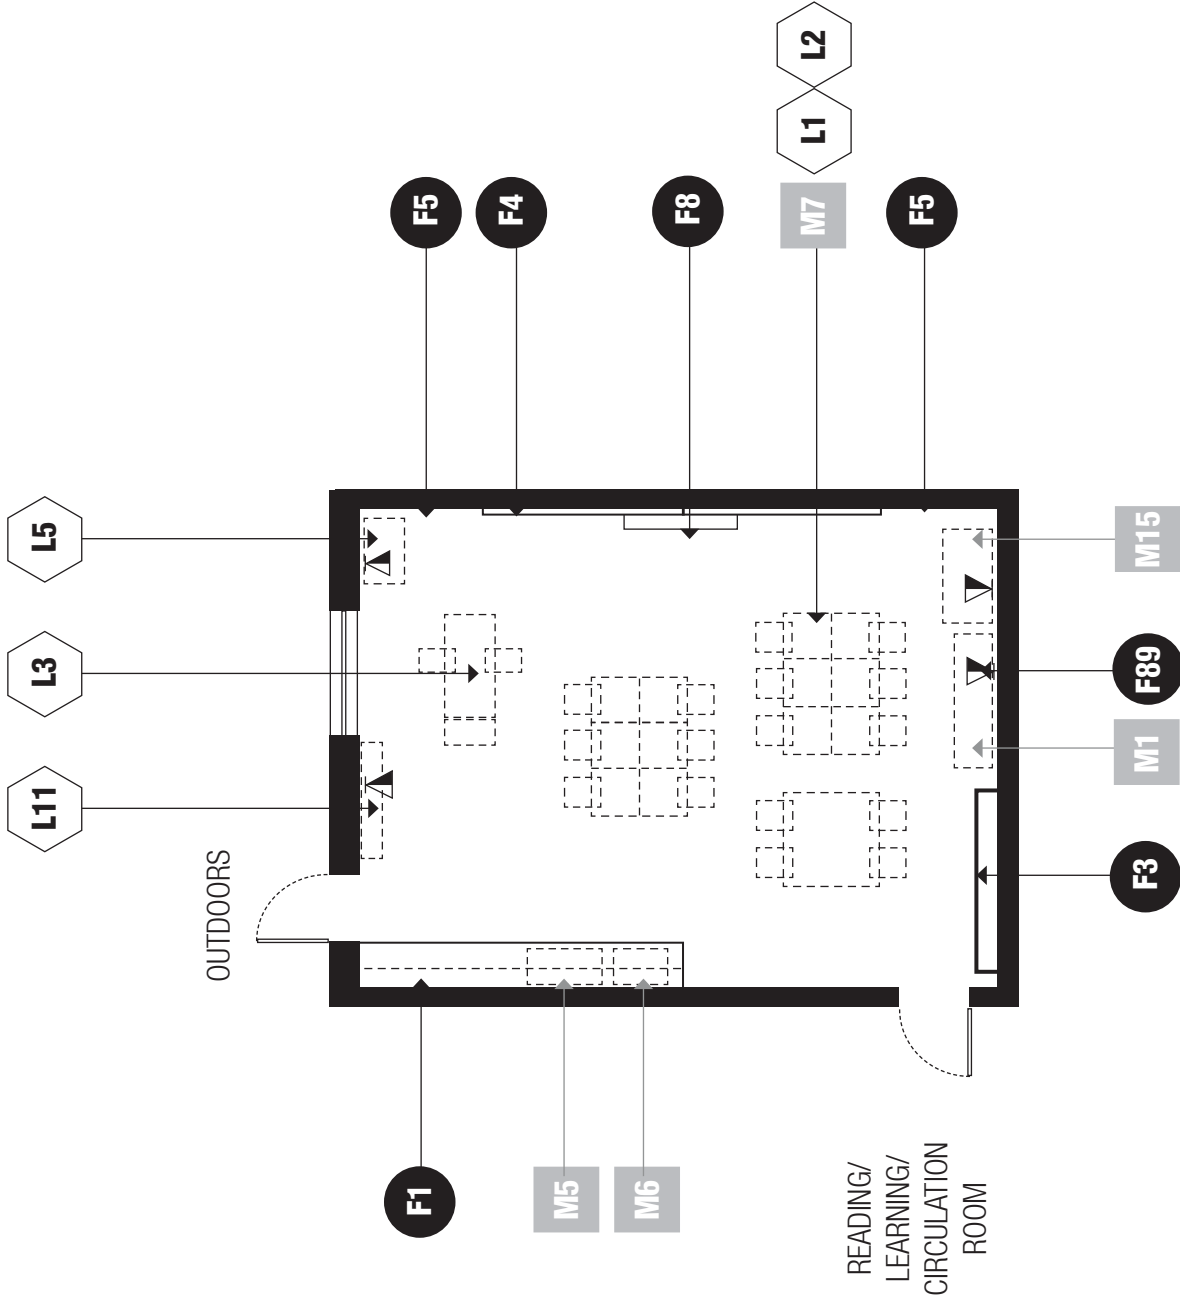 L11
L3
L5
OUTDOORS
F1
F5
F4
M5
M6
F8
M7 L1 L2
READING/
LEARNING/
CIRCULATION
ROOM
F5
F3
M1
F89
M15